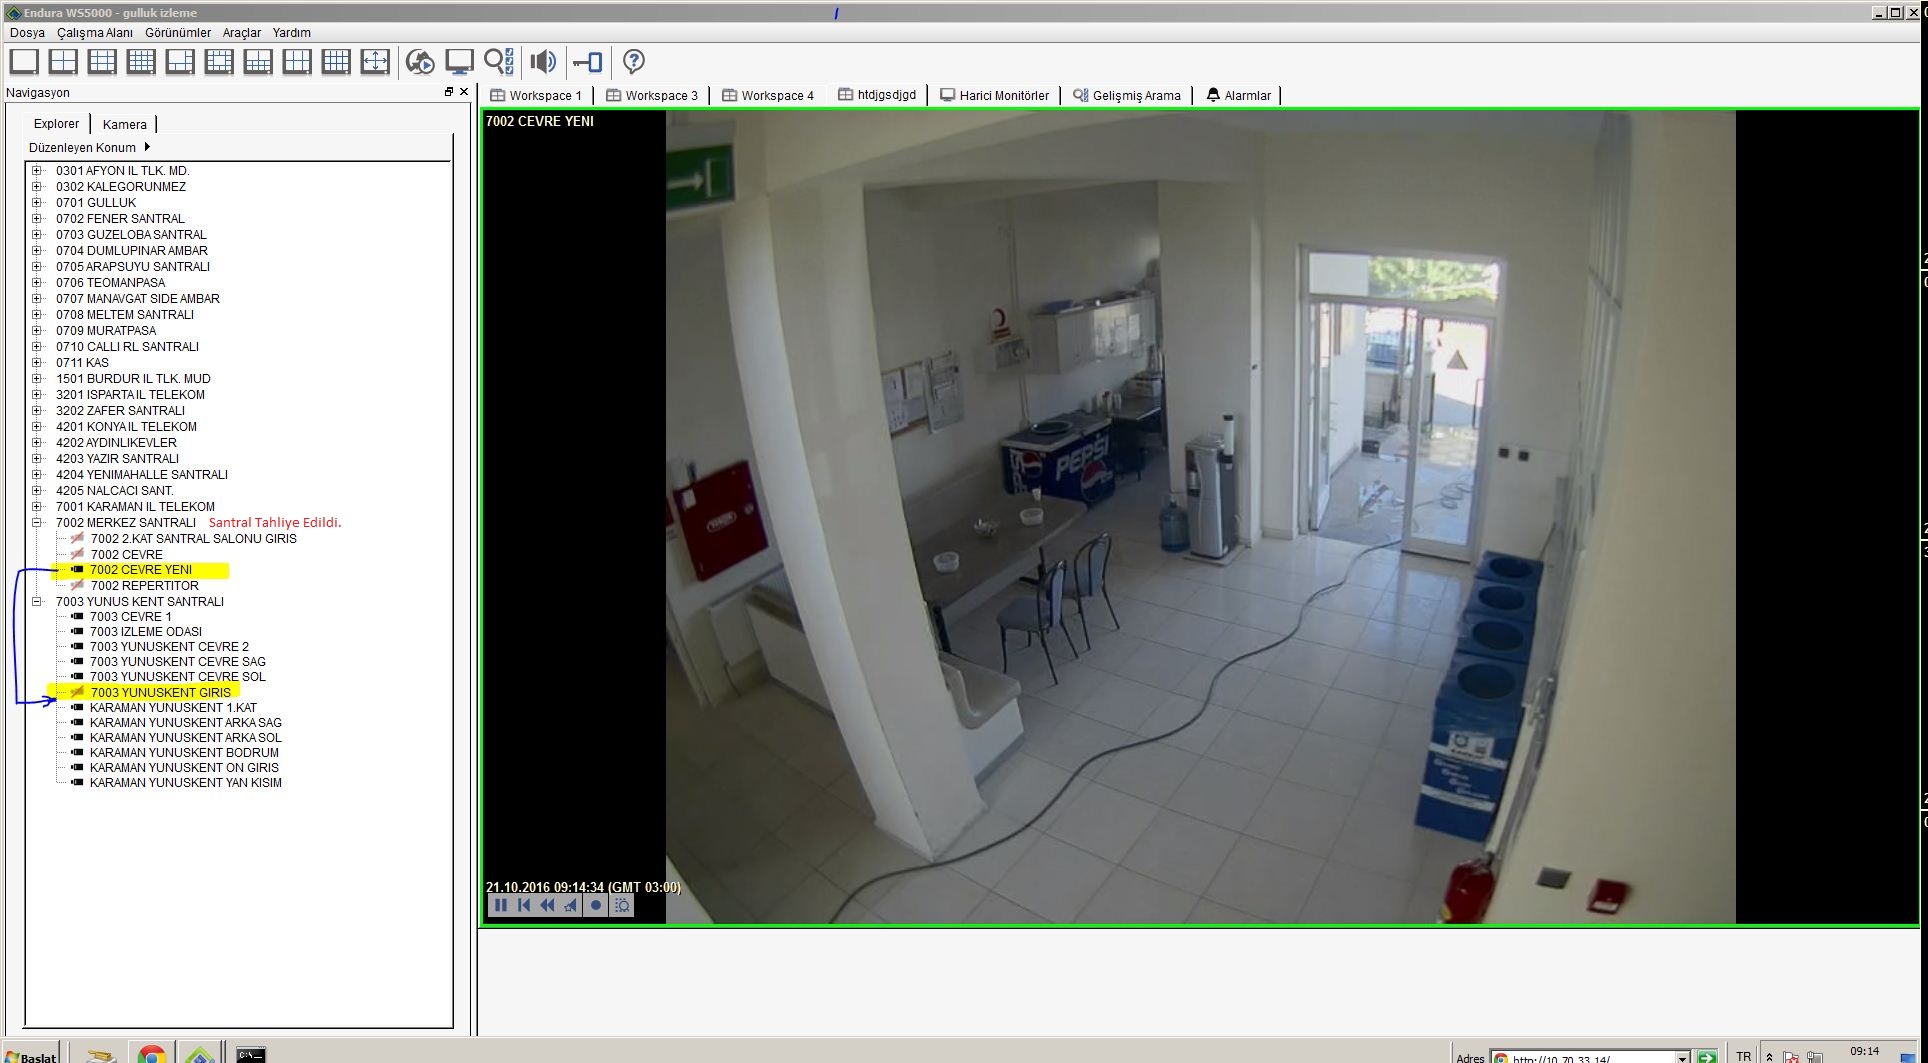 Endura WS5000 - gulluk izleme
Dosya Çalışma Alanı Görünümler Araçlar Yardım
Navigasyon
Workspace 1 Workspace 3 Workspace 4 htdjgsdjgd Harici Monitörler Gelişmiş Arama Alarmlar
Explorer Kamera
Düzenleyen Konum
0301 AFYON IL TLK. MD.
0302 KALEGORUNMEZ
0701 GULLUK
0702 FENER SANTRAL
0703 GUZELOBA SANTRAL
0704 DUMLUPINAR AMBAR
0705 ARAPSUYU SANTRALI
0706 TEOMANPASA
0707 MANAVGAT SIDE AMBAR
0708 MELTEM SANTRALI
0709 MURATPASA
0710 CALLI RL SANTRALI
0711 KAS
1501 BURDUR IL TLK. MUD
3201 ISPARTA IL TELEKOM
3202 ZAFER SANTRALI
4201 KONYA IL TELEKOM
4202 AYDINLIKEVLER
4203 YAZIR SANTRALI
4204 YENIMAHALLE SANTRALI
4205 NALCACI SANT.
7001 KARAMAN IL TELEKOM
7002 MERKEZ SANTRALI Santral Tahliye Edildi.
7002 2.KAT SANTRAL SALONU GIRIS
7002 CEVRE
7002 CEVRE YENI
7002 REPERTITOR
7003 YUNUS KENT SANTRALI
7003 CEVRE 1
7003 IZLEME ODASI
7003 YUNUSKENT CEVRE 2
7003 YUNUSKENT CEVRE SAG
7003 YUNUSKENT CEVRE SOL
7003 YUNUSKENT GIRIS
KARAMAN YUNUSKENT 1.KAT
KARAMAN YUNUSKENT ARKA SAG
KARAMAN YUNUSKENT ARKA SOL
KARAMAN YUNUSKENT BODRUM
KARAMAN YUNUSKENT ON GIRIS
KARAMAN YUNUSKENT YAN KISIM
7002 CEVRE YENI
PEPSI
21.10.2016 09:14:34 (GMT 03:00)
Başlat
Adres http://10.70.33.14/
TR
09:14